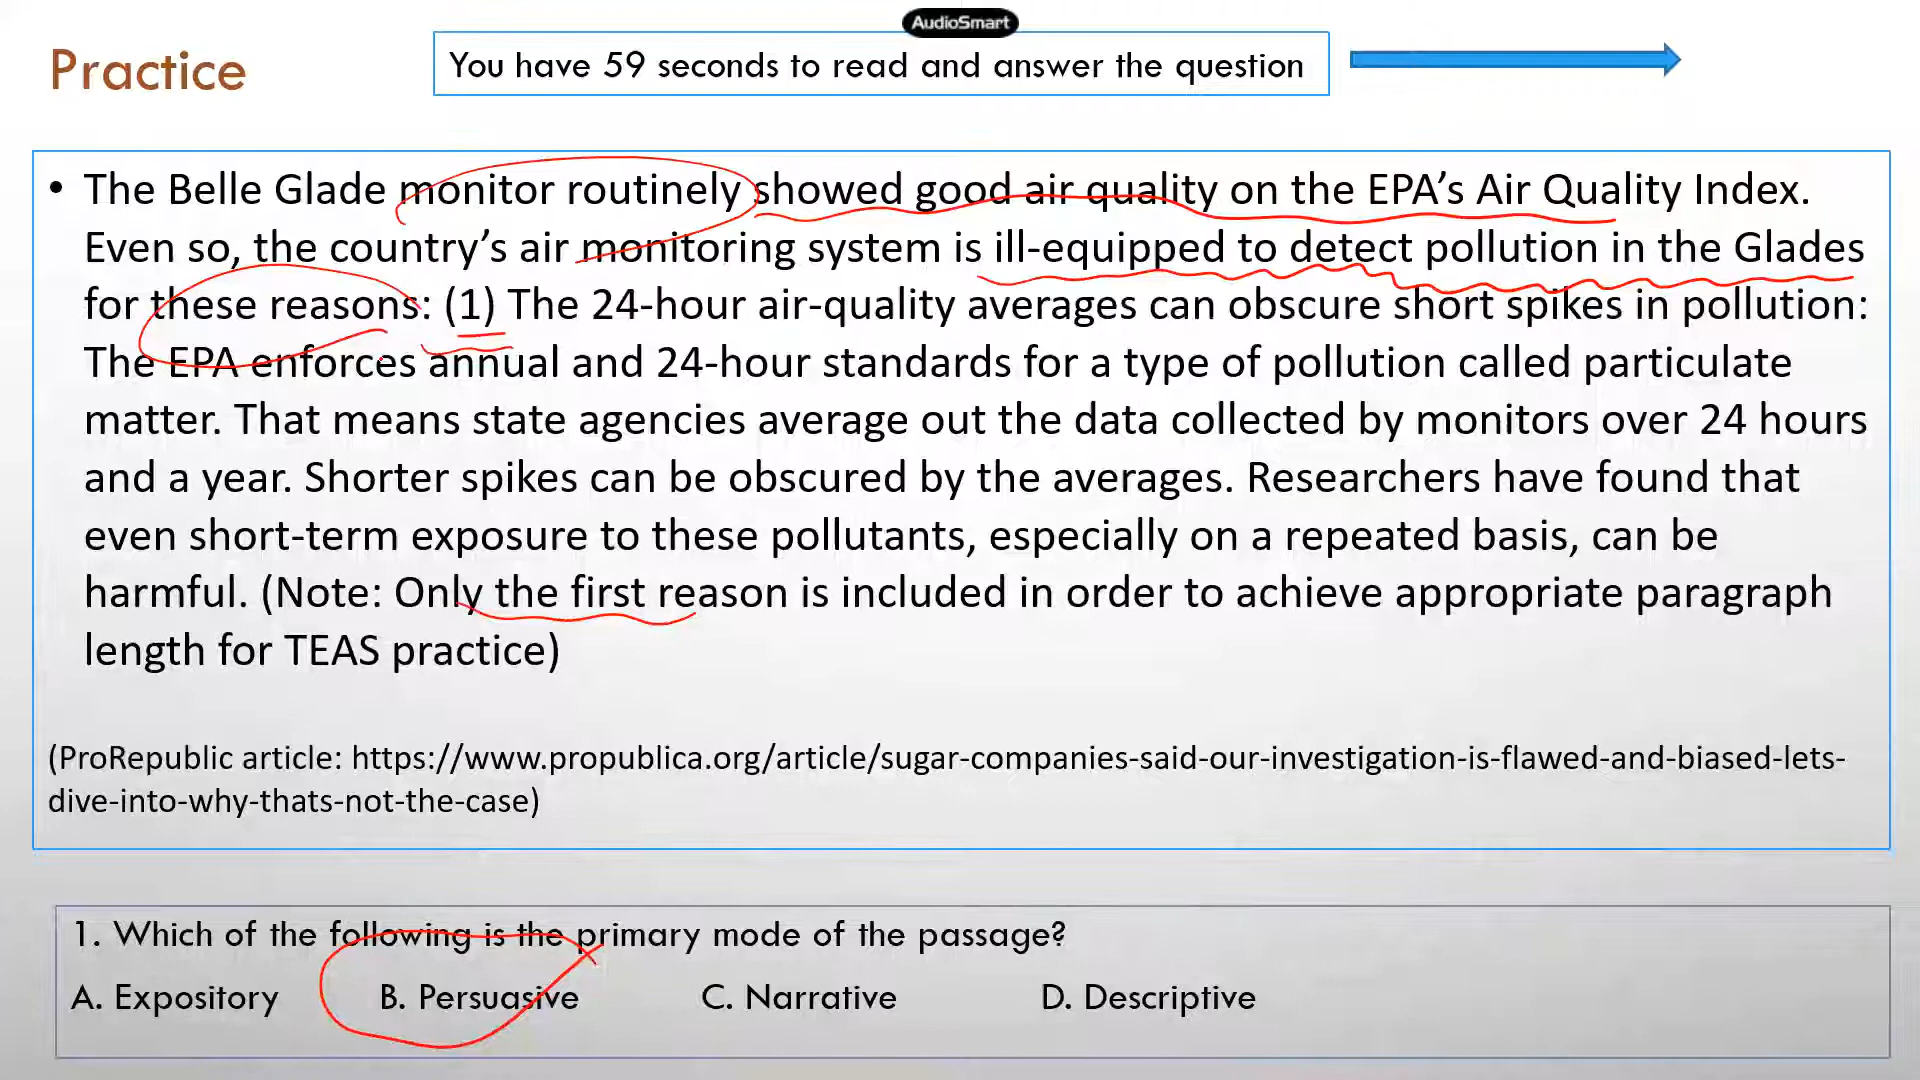 AudioSmart
Practice
You have 59 seconds to read and answer the question
• The Belle Glade monitor routinely showed good air quality on the EPA’s Air Quality Index.
Even so, the country’s air monitoring system is ill-equipped to detect pollution in the Glades
for these reasons: (1) The 24-hour air-quality averages can obscure short spikes in pollution:
The EPA enforces annual and 24-hour standards for a type of pollution called particulate
matter. That means state agencies average out the data collected by monitors over 24 hours
and a year. Shorter spikes can be obscured by the averages. Researchers have found that
even short-term exposure to these pollutants, especially on a repeated basis, can be
harmful. (Note: Only the first reason is included in order to achieve appropriate paragraph
length for TEAS practice)
(ProRepublic article: https://www.propublica.org/article/sugar-companies-said-our-investigation-is-flawed-and-biased-lets-
dive-into-why-thats-not-the-case)
1. Which of the following is the primary mode of the passage?
A. Expository B. Persuasive C. Narrative D. Descriptive